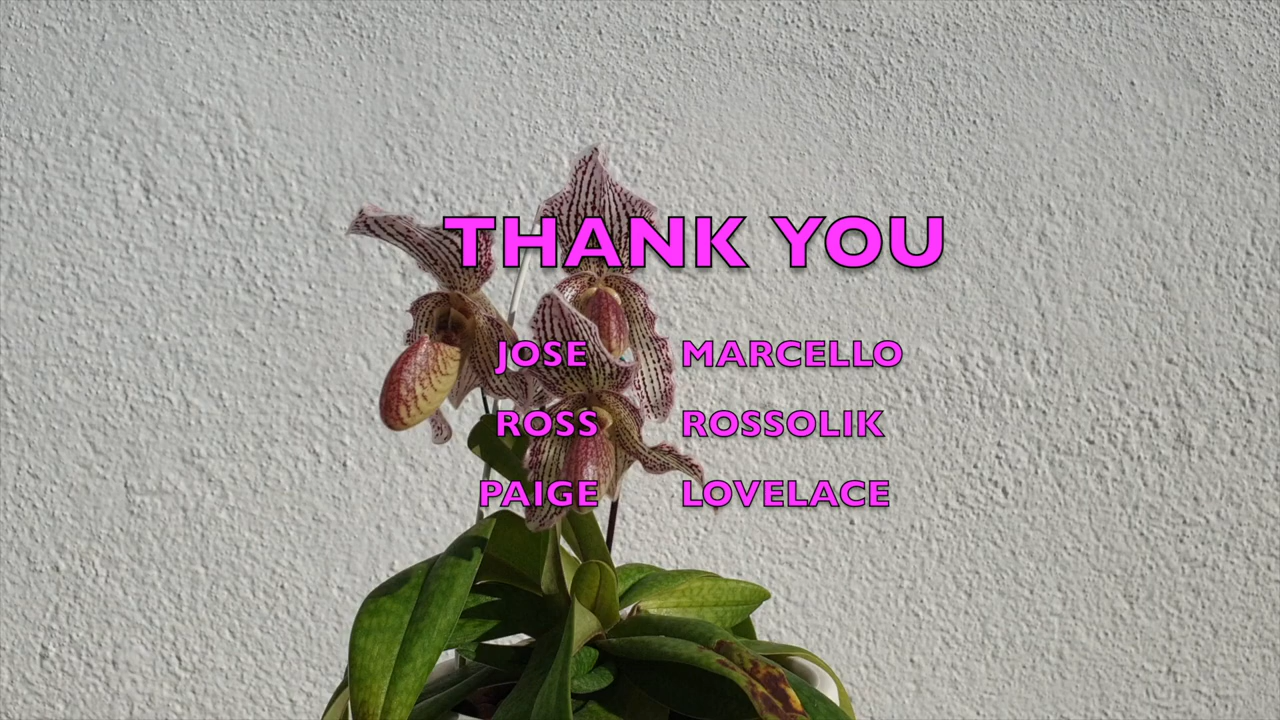 THANK YOU
JOSE MARCELLO
ROSS ROSSOLIK
PAIGE LOVELACE